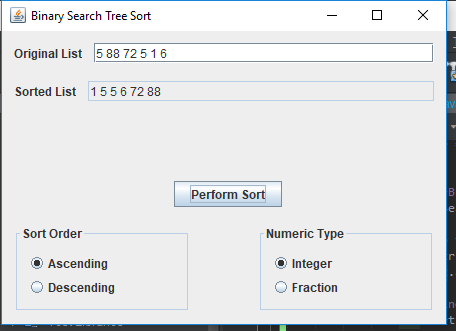 Binary Search Tree Sort
Original List 5 88 72 5 1 6
Sorted List 1 5 5 6 72 88
Perform Sort
Sort Order Numeric Type
Ascending Integer
Descending Fraction